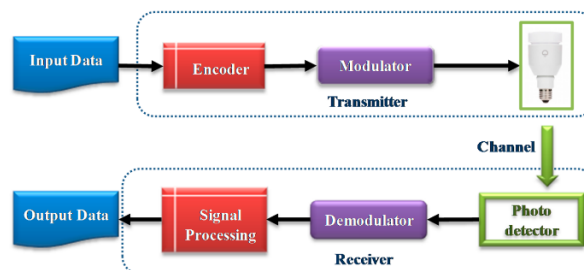 Input Data
Encoder
Modulator
Transmitter
Channel
Output Data
Signal
Processing
Demodulator
Photo
detector
Receiver